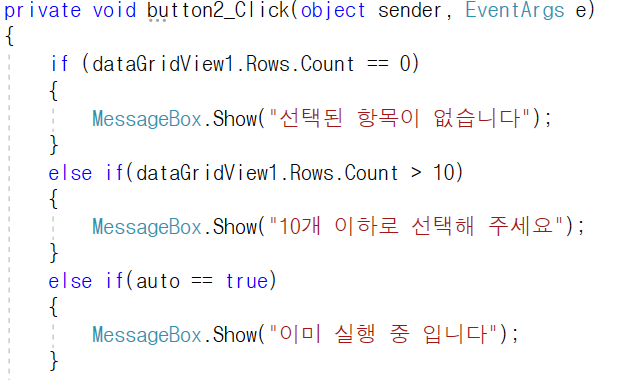 private void button2_Click(object sender, EventArgs e)
{
if (dataGridView1.Rows.Count == 0)
{
MessageBox.Show("선택된 항목이 없습니다");
}
else if(dataGridView1.Rows.Count > 10)
{
MessageBox.Show("10개 이하로 선택해 주세요");
}
else if(auto == true)
{
MessageBox.Show("이미 실행 중 입니다");
}